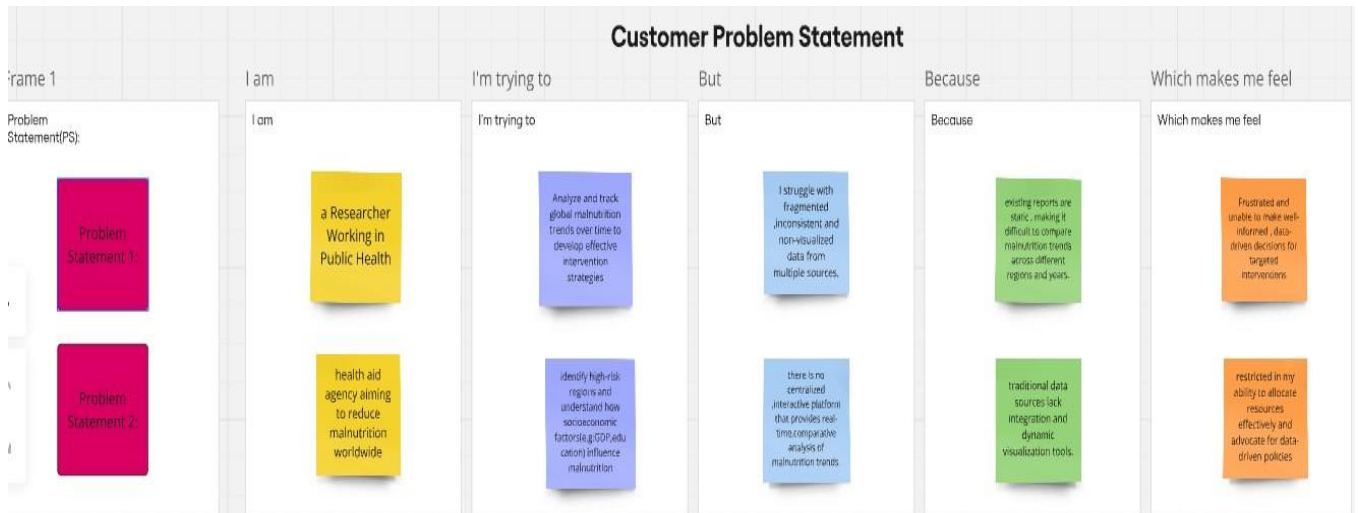 Customer Problem Statement
Frame 1
I am
I'm trying to
But
Because
Which makes me feel
Problem
Statement(PS):
I am
I'm trying to
But
Because
Which makes me feel
Problem
Statement 1:
a Researcher
Working in
Public Health
Analyze and track
global malnutrition
trends over time to
develop effective
intervention
strategies
I struggle with
fragmented
,inconsistent and
non-visualized
data from
multiple sources.
existing reports are
static , making it
difficult to compare
malnutrition trends
across different
regions and years.
Frustrated and
unable to make well-
informed , data-
driven decisions for
targeted
interventions
Problem
Statement 2:
health aid
agency aiming
to reduce
malnutrition
worldwide
identify high-risk
regions and
understand how
socioeconomic
factors(e,g:GDP,edu
cation) influence
malnutrition
there is no
centralized
,interactive platform
that provides real-
time,comparative
analysis of
malnutrition trends
traditional data
sources lack
integration and
dynamic
visualization tools.
restricted in my
ability to allocate
resources
effectively and
advocate for data-
driven policies